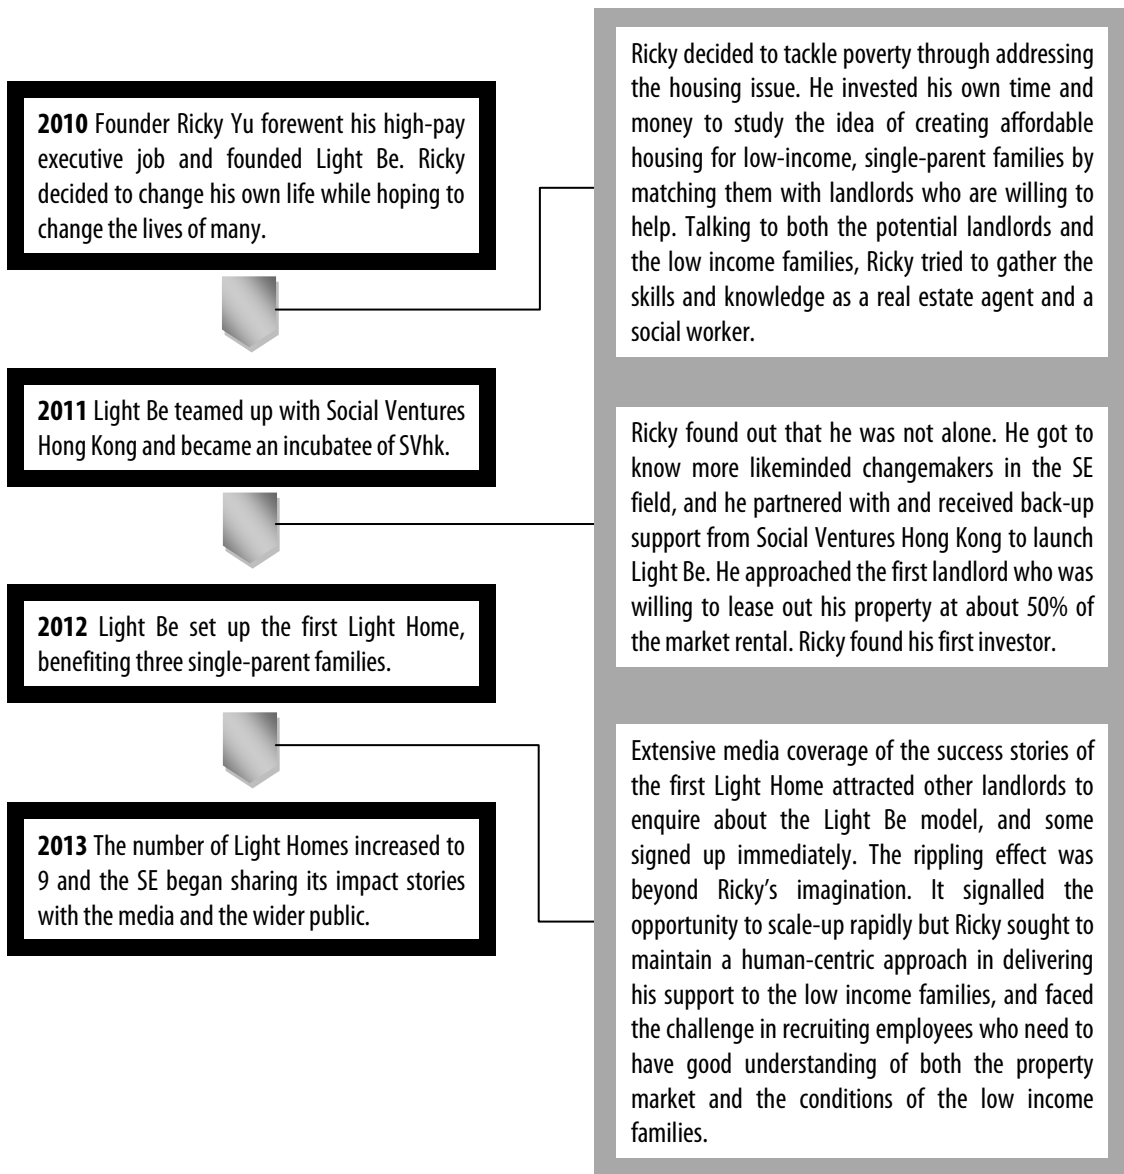 2010 Founder Ricky Yu forewent his high-pay
executive job and founded Light Be. Ricky
decided to change his own life while hoping to
change the lives of many.
Ricky decided to tackle poverty through addressing
the housing issue. He invested his own time and
money to study the idea of creating affordable
housing for low-income, single-parent families by
matching them with landlords who are willing to
help. Talking to both the potential landlords and
the low income families, Ricky tried to gather the
skills and knowledge as a real estate agent and a
social worker.
2011 Light Be teamed up with Social Ventures
Hong Kong and became an incubatee of SVhk.
Ricky found out that he was not alone. He got to
know more likeminded changemakers in the SE
field, and he partnered with and received back-up
support from Social Ventures Hong Kong to launch
Light Be. He approached the first landlord who was
willing to lease out his property at about 50% of
the market rental. Ricky found his first investor.
2012 Light Be set up the first Light Home,
benefiting three single-parent families.
Extensive media coverage of the success stories of
the first Light Home attracted other landlords to
enquire about the Light Be model, and some
signed up immediately. The rippling effect was
beyond Ricky's imagination. It signalled the
opportunity to scale-up rapidly but Ricky sought to
maintain a human-centric approach in delivering
his support to the low income families, and faced
the challenge in recruiting employees who need to
have good understanding of both the property
market and the conditions of the low income
families.
2013 The number of Light Homes increased to
9 and the SE began sharing its impact stories
with the media and the wider public.